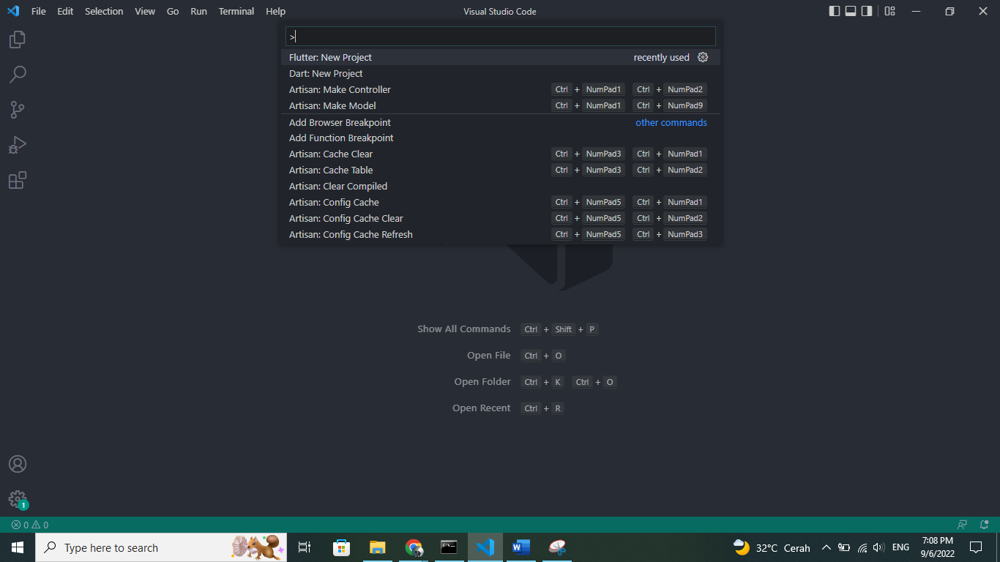 File Edit Selection View Go Run Terminal Help Visual Studio Code
>
Flutter: New Project recently used
Dart: New Project
Artisan: Make Controller Ctrl + NumPad1 Ctrl + NumPad2
Artisan: Make Model Ctrl + NumPad1 Ctrl + NumPad9
Add Browser Breakpoint other commands
Add Function Breakpoint
Artisan: Cache Clear Ctrl + NumPad3 Ctrl + NumPad1
Artisan: Cache Table Ctrl + NumPad3 Ctrl + NumPad2
Artisan: Clear Compiled
Artisan: Config Cache Ctrl + NumPad5 Ctrl + NumPad1
Artisan: Config Cache Clear Ctrl + NumPad5 Ctrl + NumPad2
Artisan: Config Cache Refresh Ctrl + NumPad5 Ctrl + NumPad3
Show All Commands Ctrl + Shift + P
Open File Ctrl + O
Open Folder Ctrl + K Ctrl + O
Open Recent Ctrl + R
1
0 0
Type here to search 32°C Cerah ENG 7:08 PM
9/6/2022